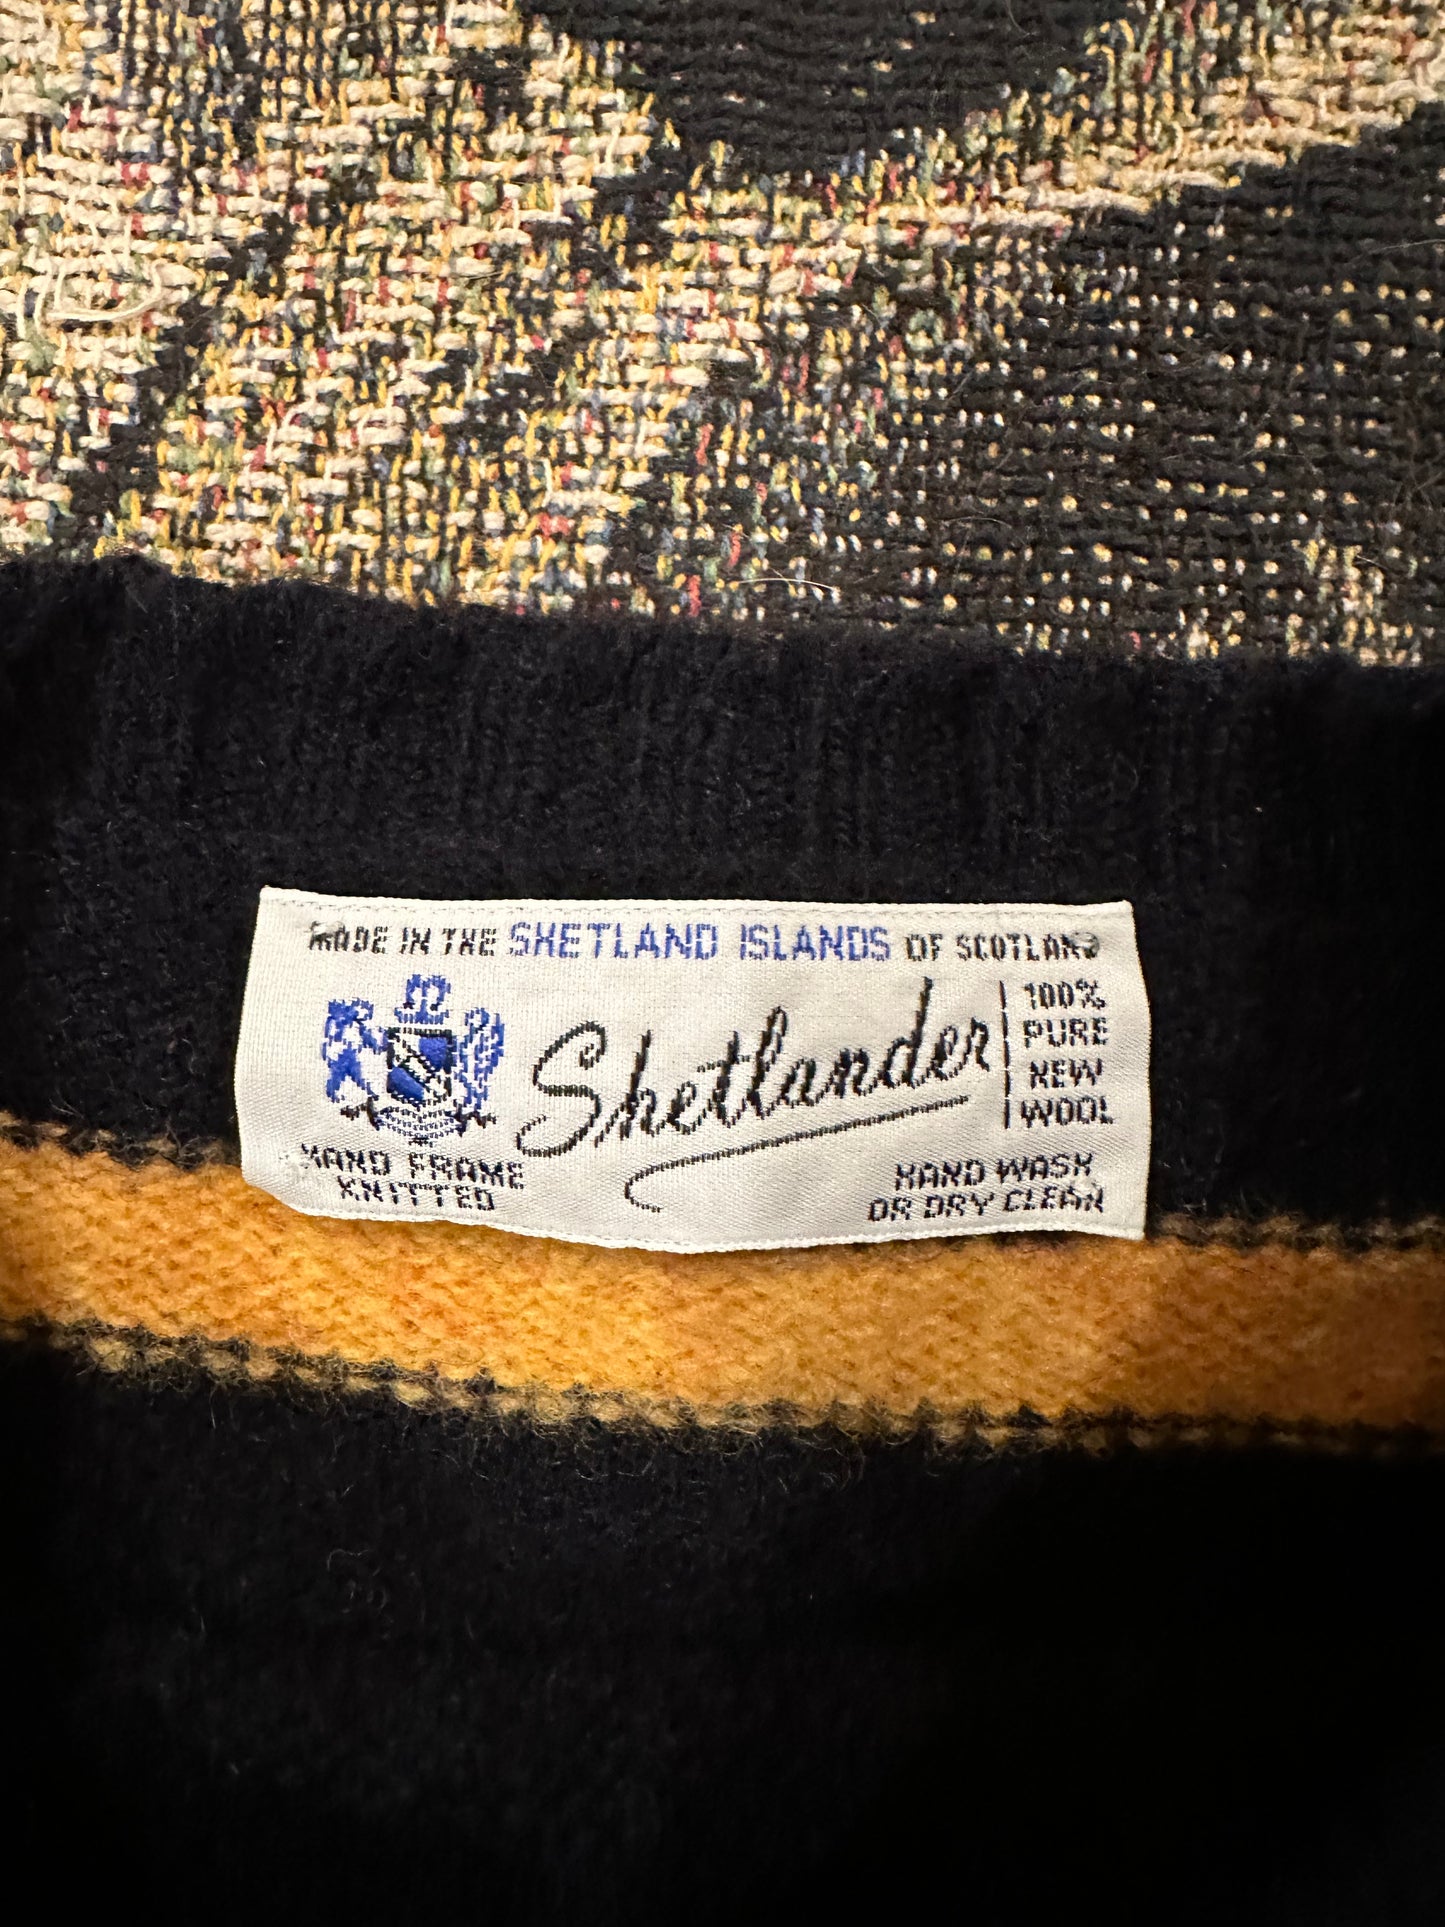 MADE IN THE SHETLAND ISLANDS OF SCOTLAND
Shetlander
100%
PURE
NEW
WOOL
HAND FRAME
KNITTED
HAND WASH
OR DRY CLEAN